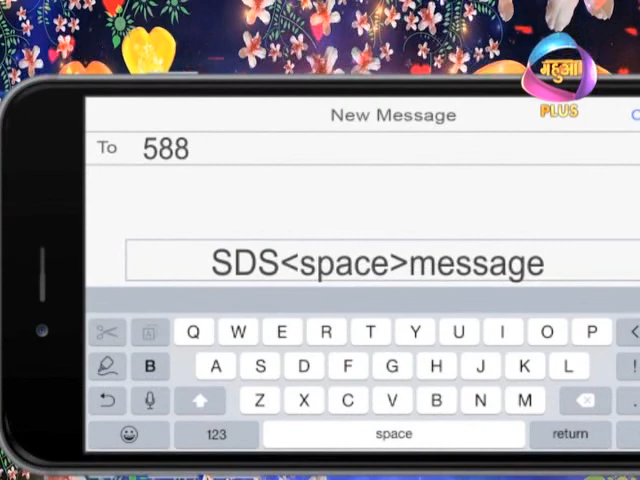 महुआ
PLUS
New Message
To 588
SDS<space>message
Q W E R T Y U I O P
B A S D F G H J K L !
Z X C V B N M .
123 space return